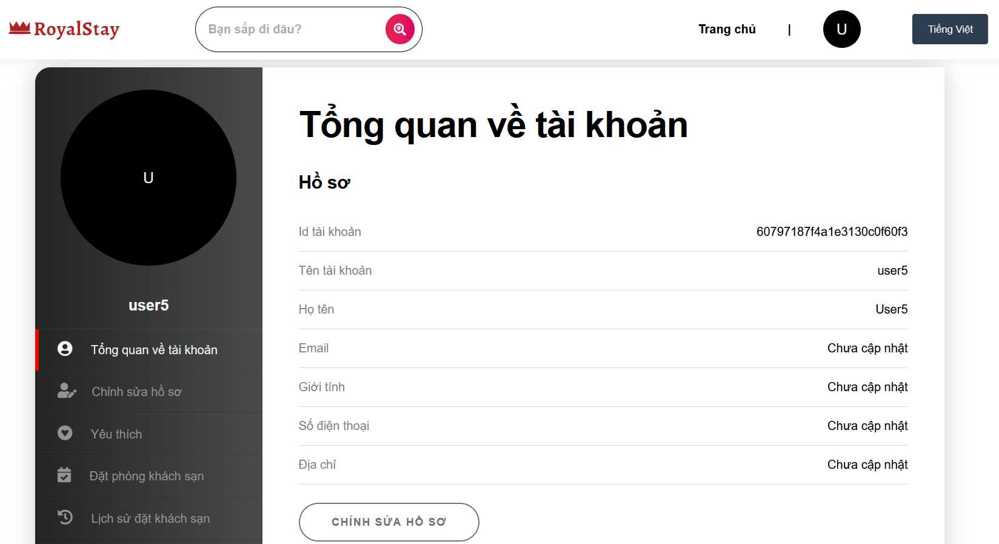 RoyalStay
Bạn sắp đi đâu?
Trang chủ
|
U
Tiếng Việt
U
user5
Tổng quan về tài khoản
Chỉnh sửa hồ sơ
Yêu thích
Đặt phòng khách sạn
Lịch sử đặt khách sạn
Tổng quan về tài khoản
Hồ sơ
Id tài khoản 60797187f4a1e3130c0f60f3
Tên tài khoản user5
Họ tên User5
Email Chưa cập nhật
Giới tính Chưa cập nhật
Số điện thoại Chưa cập nhật
Địa chỉ Chưa cập nhật
CHỈNH SỬA HỒ SƠ